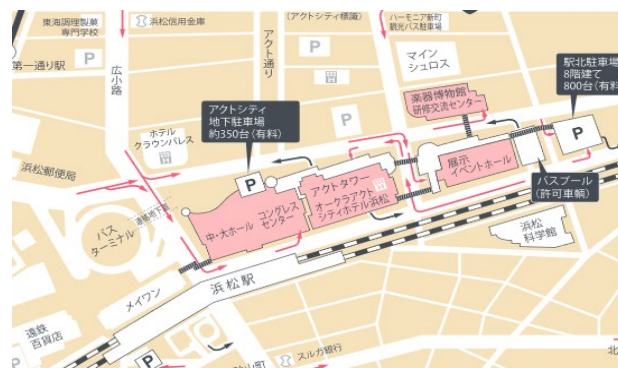 東海調理製菓
専門学校
浜松信用金庫
(アクトシティ標識)
ハーモニア新町
観光バス駐車場
P
第一通り駅
広小路
アクト通り
マイン
シュロス
駅北駐車場
8階建て
800台(有料)
P
楽器博物館
研修交流センター
アクトシティ
地下駐車場
約350台(有料)
P
P
ホテル
クラウンパレス
浜松郵便局
P
展示
イベントホール
バスプール
(許可車輌)
アクトタワー
オークラアクト
シティホテル浜松
コングレス
センター
中・大ホール
バス
ターミナル
浜松
科学館
浜松駅
メイワン
遠鉄
百貨店
P
スルガ銀行
北